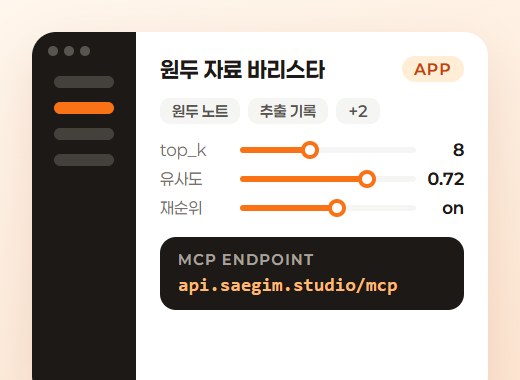 원두 자료 바리스타 APP
원두 노트 추출 기록 +2
top_k 8
유사도 0.72
재순위 on
MCP ENDPOINT
api.saegim.studio/mcp